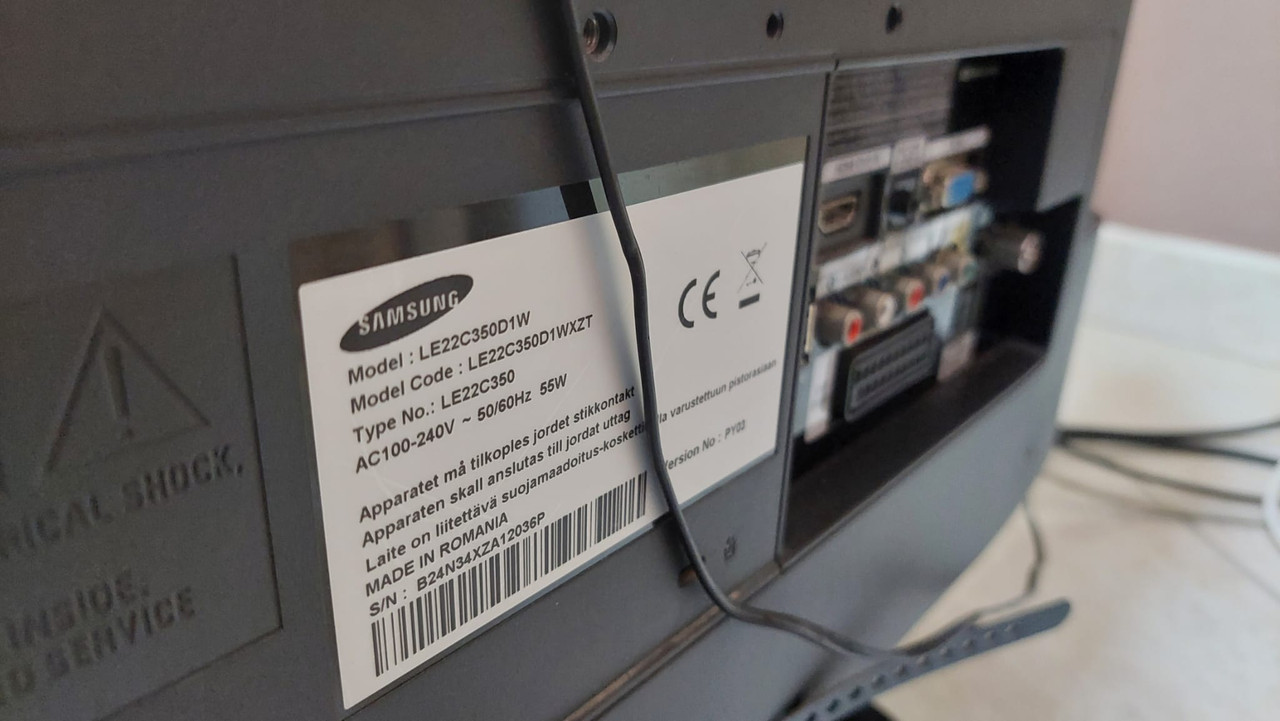 SAMSUNG
Model : LE22C350D1W
Model Code : LE22C350D1WXZT
Type No.: LE22C350
AC100-240V ~ 50/60Hz 55W
Apparatet må tilkoples jordet stikkontakt
Apparaten skall anslutas till jordat uttag
Laite on liitettävä suojamaadoitus-koske varustettuun pistorasiaan
MADE IN ROMANIA
Version No : PY02
S/N : B24N34XZA12036P
CE
RICAL SHOCK,
INSIDE.
D SERVICE